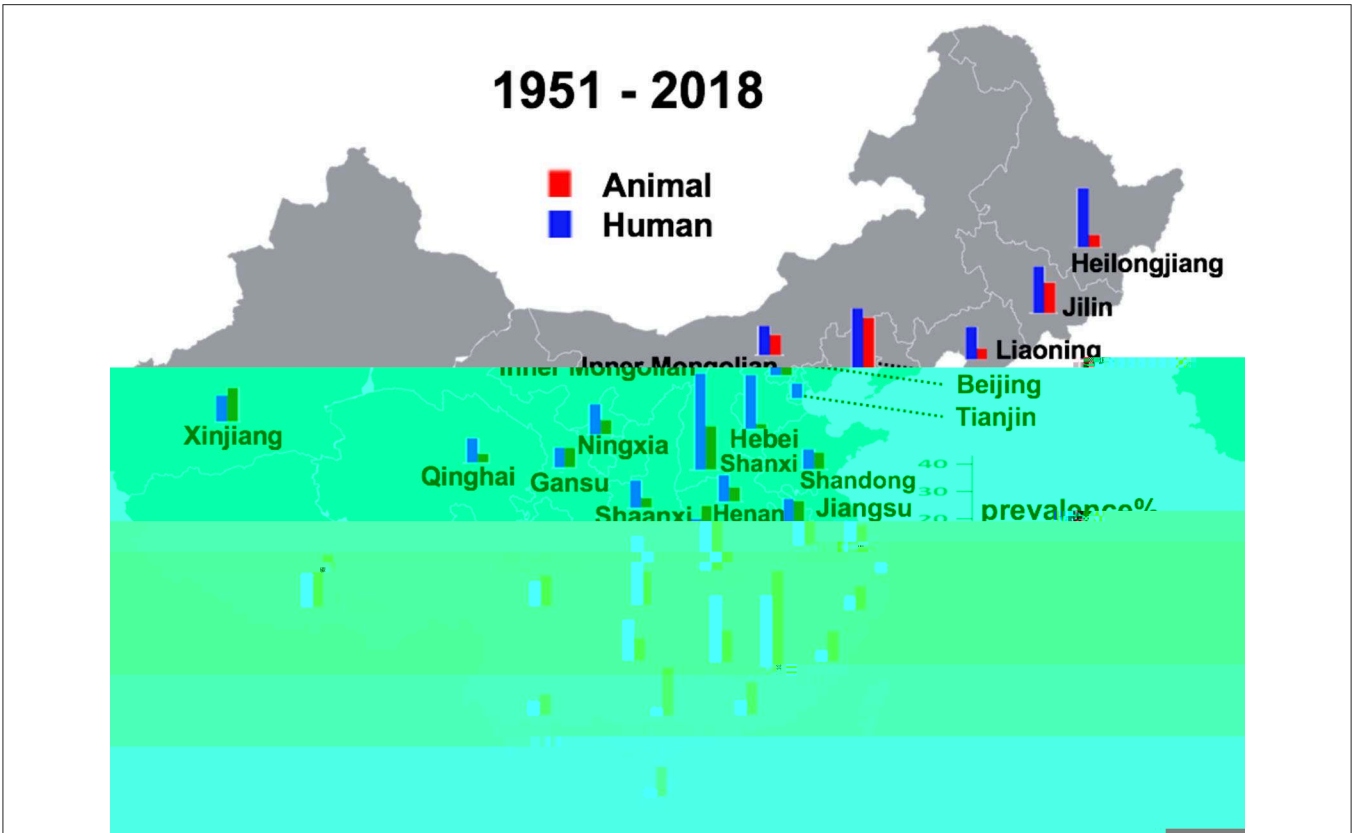 1951 - 2018
Animal
Human
Heilongjiang
Jilin
Liaoning
Inner Mongolian
Beijing
Tianjin
Xinjiang
Ningxia
Hebei
Qinghai
Gansu
Shanxi
Shandong
40
30
Shaanxi
Henan
Jiangsu
20
prevalance%